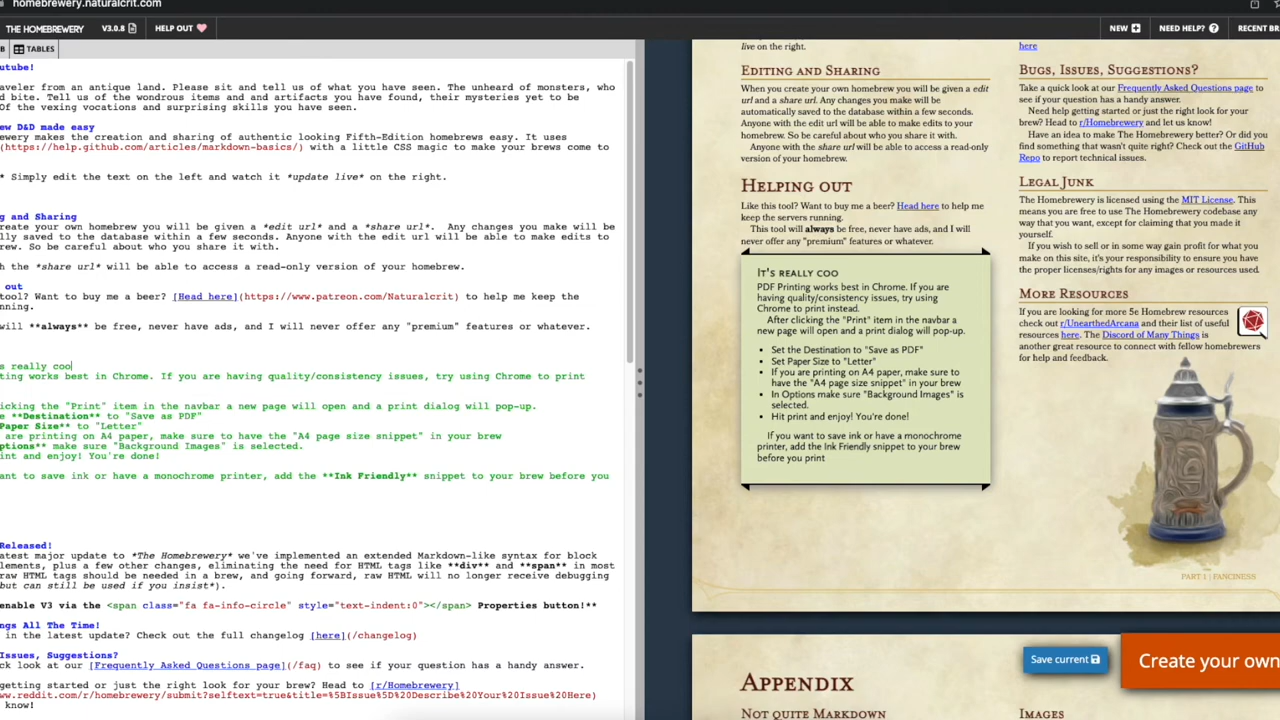 homebrewery.naturalcrit.com
THE HOMEBREWERY V3.0.8 HELP OUT NEW NEED HELP? RECENT BR
B TABLES
utube!
aveler from an antique land. Please sit and tell us of what you have seen. The unheard of monsters, who
d bite. Tell us of the wondrous items and and artifacts you have found, their mysteries yet to be
Of the vexing vocations and surprising skills you have seen.
ew D&D made easy
ewery makes the creation and sharing of authentic looking Fifth-Edition homebrews easy. It uses
(https://help.github.com/articles/markdown-basics/) with a little CSS magic to make your brews come to
* Simply edit the text on the left and watch it *update live* on the right.
g and Sharing
create your own homebrew you will be given a *edit url* and a *share url*. Any changes you make will be
lly saved to the database within a few seconds. Anyone with the edit url will be able to make edits to
rew. So be careful about who you share it with.
h the *share url* will be able to access a read-only version of your homebrew.
out
tool? Want to buy me a beer? [Head here](https://www.patreon.com/Naturalcrit) to help me keep the
nning.
will **always** be free, never have ads, and I will never offer any "premium" features or whatever.
s really coo
ting works best in Chrome. If you are having quality/consistency issues, try using Chrome to print
icking the "Print" item in the navbar a new page will open and a print dialog will pop-up.
e **Destination** to "Save as PDF"
Paper Size** to "Letter"
are printing on A4 paper, make sure to have the "A4 page size snippet" in your brew
ptions** make sure "Background Images" is selected.
int and enjoy! You're done!
ant to save ink or have a monochrome printer, add the **Ink Friendly** snippet to your brew before you
Released!
atest major update to *The Homebrewery* we've implemented an extended Markdown-like syntax for block
lements, plus a few other changes, eliminating the need for HTML tags like **div** and **span** in most
raw HTML tags should be needed in a brew, and going forward, raw HTML will no longer receive debugging
but can still be used if you insist*).
enable V3 via the <span class="fa fa-info-circle" style="text-indent:0"></span> Properties button!**
ngs All The Time!
in the latest update? Check out the full changelog [here](/changelog)
Issues, Suggestions?
ck look at our [Frequently Asked Questions page](/faq) to see if your question has a handy answer.
getting started or just the right look for your brew? Head to [r/Homebrewery]
ww.reddit.com/r/homebrewery/submit?selftext=true&title=%5BIssue%5D%20Describe%20Your%20Issue%20Here)
know!
live on the right.
EDITING AND SHARING
When you create your own homebrew you will be given a edit
url and a share url. Any changes you make will be
automatically saved to the database within a few seconds.
Anyone with the edit url will be able to make edits to your
homebrew. So be careful about who you share it with.
Anyone with the share url will be able to access a read-only
version of your homebrew.
HELPING OUT
Like this tool? Want to buy me a beer? Head here to help me
keep the servers running.
This tool will always be free, never have ads, and I will
never offer any "premium" features or whatever.
IT'S REALLY COO
PDF Printing works best in Chrome. If you are
having quality/consistency issues, try using
Chrome to print instead.
After clicking the "Print" item in the navbar a
new page will open and a print dialog will pop-up.
• Set the Destination to "Save as PDF"
• Set Paper Size to "Letter"
• If you are printing on A4 paper, make sure to
have the "A4 page size snippet" in your brew
• In Options make sure "Background Images" is
selected.
• Hit print and enjoy! You're done!
If you want to save ink or have a monochrome
printer, add the Ink Friendly snippet to your brew
before you print
here
BUGS, ISSUES, SUGGESTIONS?
Take a quick look at our Frequently Asked Questions page to
see if your question has a handy answer.
Need help getting started or just the right look for your
brew? Head to r/Homebrewery and let us know!
Have an idea to make The Homebrewery better? Or did you
find something that wasn't quite right? Check out the GitHub
Repo to report technical issues.
LEGAL JUNK
The Homebrewery is licensed using the MIT License. This
means you are free to use The Homebrewery codebase any
way that you want, except for claiming that you made it
yourself.
If you wish to sell or in some way gain profit for what you
make on this site, it's your responsibility to ensure you have
the proper licenses/rights for any images or resources used.
MORE RESOURCES
If you are looking for more 5e Homebrew resources
check out r/UnearthedArcana and their list of useful
resources here. The Discord of Many Things is
another great resource to connect with fellow homebrewers
for help and feedback.
PART 1 | FANCINESS
Save current
Create your own
APPENDIX
NOT QUITE MARKDOWN
IMAGES